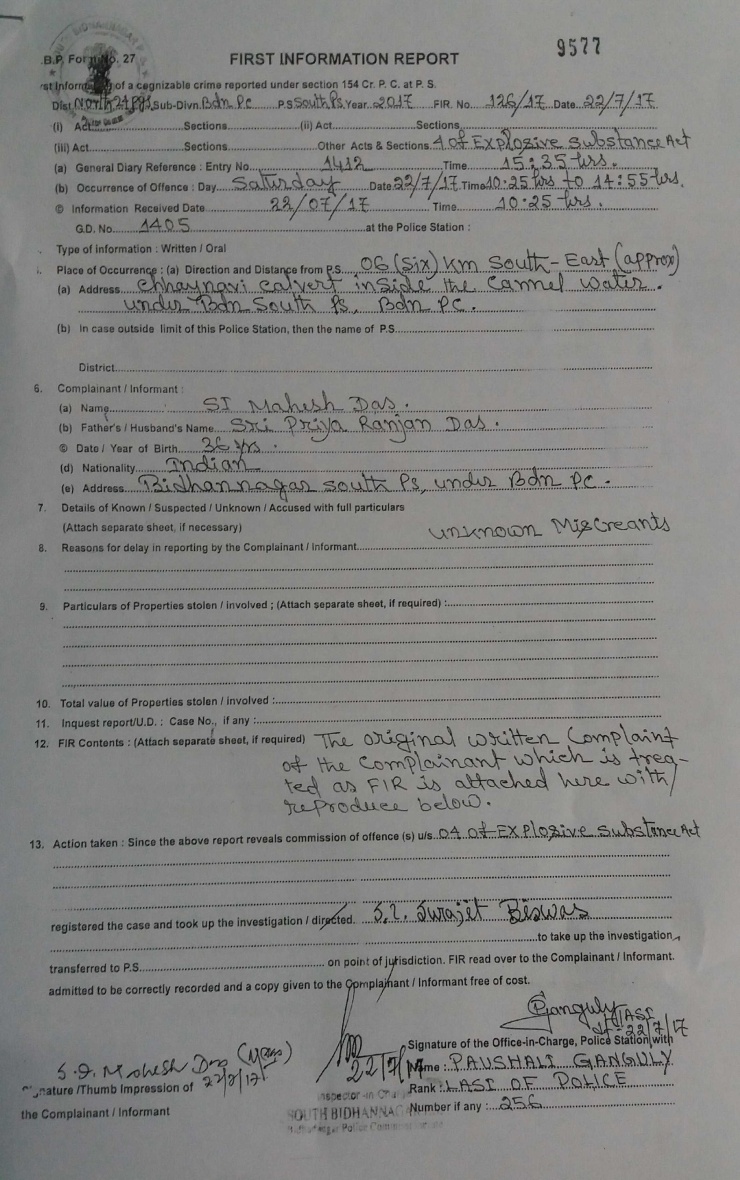 9577
.B.P. Form No. 27
FIRST INFORMATION REPORT
st Inform of a cognizable crime reported under section 154 Cr. P. C. at P. S.
Dist North 24 Pgs. Sub-Divn. Bdn Pc P.S South Ps. Year 2017 FIR. No. 126/17 Date 22/7/17
(i) Act Sections (ii) Act Sections
(iii) Act Sections Other Acts & Sections 4 of Explosive Substance Act
(a) General Diary Reference : Entry No. 1412 Time 15:35 hrs.
(b) Occurrence of Offence : Day Saturday Date 22/7/17 Time 10:25 hrs to 14:55 hrs.
© Information Received Date 22/07/17 Time 10:25 hrs.
G.D. No. 1405 at the Police Station :
Type of information : Written / Oral
Place of Occurrence : (a) Direction and Distance from P.S. 06 (Six) Km South-East (approx)
(a) Address Chhaynavi calvert inside the Cannel water.
under Bdn South Ps, Bdn PC.
(b) In case outside limit of this Police Station, then the name of P.S.
District
6. Complainant / Informant :
(a) Name SI Mahesh Das.
(b) Father's / Husband's Name Sri Priya Ranjan Das.
© Date / Year of Birth 36 yrs.
(d) Nationality Indian
(e) Address Bidhannagar south Ps, under Bdn PC.
7. Details of Known / Suspected / Unknown / Accused with full particulars
(Attach separate sheet, if necessary) unknown Miscreants
8. Reasons for delay in reporting by the Complainant / informant
9. Particulars of Properties stolen / involved ; (Attach separate sheet, if required) :
10. Total value of Properties stolen / involved :
11. Inquest report/U.D. : Case No., if any :
12. FIR Contents : (Attach separate sheet, if required) The original written Complaint
of the Complainant which is trea-
ted as FIR is attached here with/
reproduce below.
13. Action taken : Since the above report reveals commission of offence (s) u/s 04 of EXplosive Substance Act
registered the case and took up the investigation / directed. S.I. Surajit Biswas
to take up the investigation,
transferred to P.S. on point of jurisdiction. FIR read over to the Complainant / Informant.
admitted to be correctly recorded and a copy given to the Complainant / Informant free of cost.
PGanguly, LASI
dt-22/7/17
Signature of the Office-in-Charge, Police Station with
S.I. Mahesh Das
22/7/17
22/7/17
Name : PAUSHALI GANGULY
nature /Thumb Impression of
Rank : LASI OF POLICE
the Complainant / Informant
Inspector-in-Cha
Number if any : 256
SOUTH BIDHANNAG